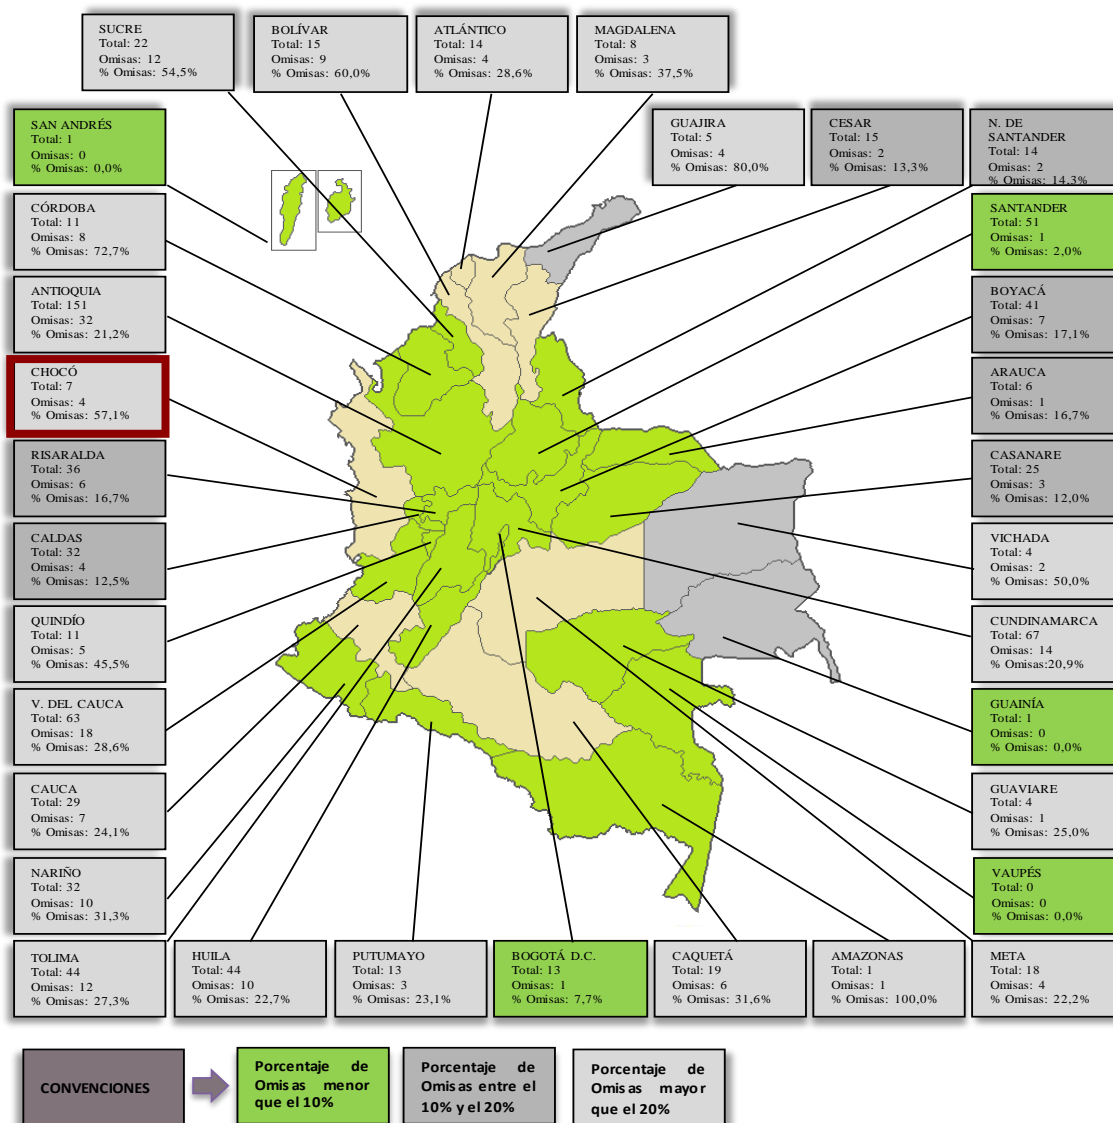 SUCRE
Total: 22
Omisas: 12
% Omisas: 54,5%
BOLÍVAR
Total: 15
Omisas: 9
% Omisas: 60,0%
ATLÁNTICO
Total: 14
Omisas: 4
% Omisas: 28,6%
MAGDALENA
Total: 8
Omisas: 3
% Omisas: 37,5%
SAN ANDRÉS
Total: 1
Omisas: 0
% Omisas: 0,0%
GUAJIRA
Total: 5
Omisas: 4
% Omisas: 80,0%
CESAR
Total: 15
Omisas: 2
% Omisas: 13,3%
N. DE
SANTANDER
Total: 14
Omisas: 2
% Omisas: 14,3%
CÓRDOBA
Total: 11
Omisas: 8
% Omisas: 72,7%
SANTANDER
Total: 51
Omisas: 1
% Omisas: 2,0%
ANTIOQUIA
Total: 151
Omisas: 32
% Omisas: 21,2%
BOYACÁ
Total: 41
Omisas: 7
% Omisas: 17,1%
CHOCÓ
Total: 7
Omisas: 4
% Omisas: 57,1%
ARAUCA
Total: 6
Omisas: 1
% Omisas: 16,7%
RISARALDA
Total: 36
Omisas: 6
% Omisas: 16,7%
CASANARE
Total: 25
Omisas: 3
% Omisas: 12,0%
CALDAS
Total: 32
Omisas: 4
% Omisas: 12,5%
VICHADA
Total: 4
Omisas: 2
% Omisas: 50,0%
QUINDÍO
Total: 11
Omisas: 5
% Omisas: 45,5%
CUNDINAMARCA
Total: 67
Omisas: 14
% Omisas:20,9%
V. DEL CAUCA
Total: 63
Omisas: 18
% Omisas: 28,6%
GUAINÍA
Total: 1
Omisas: 0
% Omisas: 0,0%
CAUCA
Total: 29
Omisas: 7
% Omisas: 24,1%
GUAVIARE
Total: 4
Omisas: 1
% Omisas: 25,0%
NARIÑO
Total: 32
Omisas: 10
% Omisas: 31,3%
VAUPÉS
Total: 0
Omisas: 0
% Omisas: 0,0%
TOLIMA
Total: 44
Omisas: 12
% Omisas: 27,3%
HUILA
Total: 44
Omisas: 10
% Omisas: 22,7%
PUTUMAYO
Total: 13
Omisas: 3
% Omisas: 23,1%
BOGOTÁ D.C.
Total: 13
Omisas: 1
% Omisas: 7,7%
CAQUETÁ
Total: 19
Omisas: 6
% Omisas: 31,6%
AMAZONAS
Total: 1
Omisas: 1
% Omisas: 100,0%
META
Total: 18
Omisas: 4
% Omisas: 22,2%
CONVENCIONES
Porcentaje de
Omisas menor
que el 10%
Porcentaje de
Omisas entre el
10% y el 20%
Porcentaje de
Omisas mayor
que el 20%